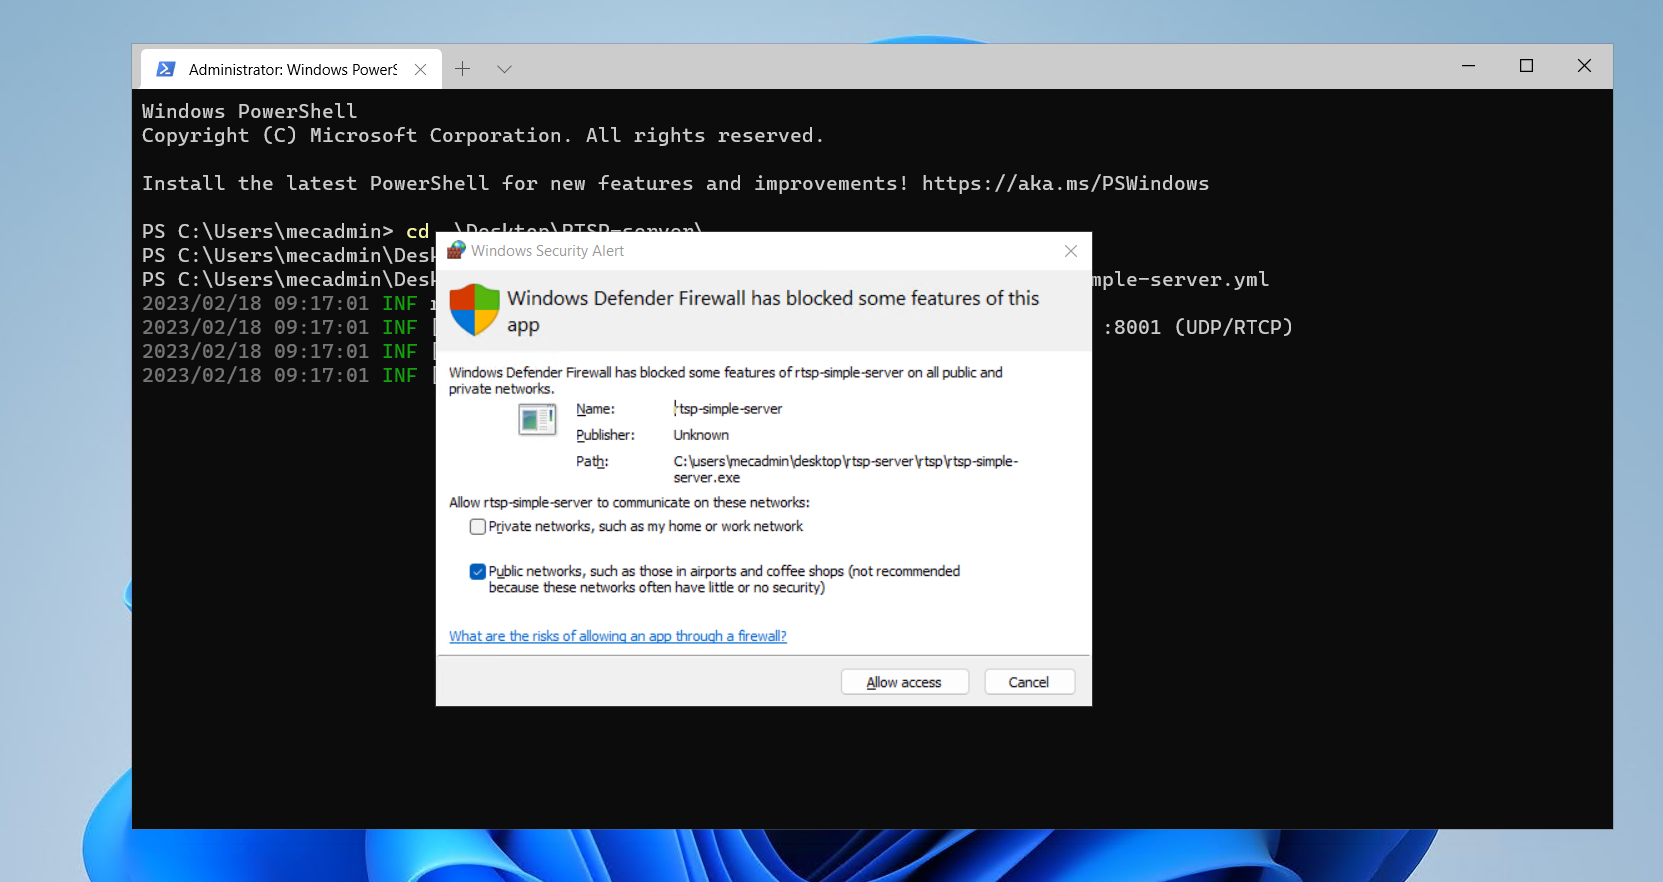 Administrator: Windows PowerS
Windows PowerShell
Copyright (C) Microsoft Corporation. All rights reserved.
Install the latest PowerShell for new features and improvements! https://aka.ms/PSWindows
PS C:\Users\mecadmin> cd .\Desktop\RTSP-server\
PS C:\Users\mecadmin\Desk
PS C:\Users\mecadmin\Desk mple-server.yml
2023/02/18 09:17:01 INF
2023/02/18 09:17:01 INF [ :8001 (UDP/RTCP)
2023/02/18 09:17:01 INF [
2023/02/18 09:17:01 INF [
Windows Security Alert
Windows Defender Firewall has blocked some features of this
app
Windows Defender Firewall has blocked some features of rtsp-simple-server on all public and
private networks.
Name: rtsp-simple-server
Publisher: Unknown
Path: C:\users\mecadmin\desktop\rtsp-server\rtsp\rtsp-simple-
server.exe
Allow rtsp-simple-server to communicate on these networks:
Private networks, such as my home or work network
Public networks, such as those in airports and coffee shops (not recommended
because these networks often have little or no security)
What are the risks of allowing an app through a firewall?
Allow access Cancel